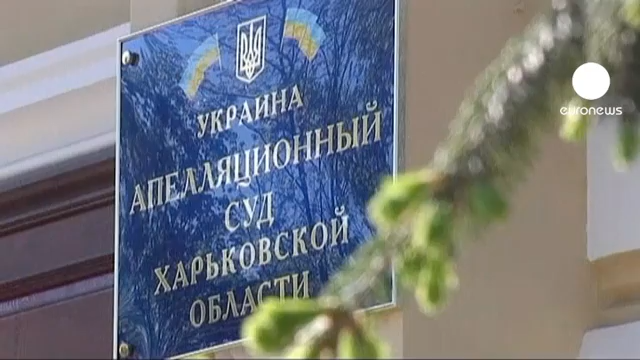 УКРАИНА
АПЕЛЛЯЦИОННЫЙ
СУД
ХАРЬКОВСКОЙ
ОБЛАСТИ
euronews